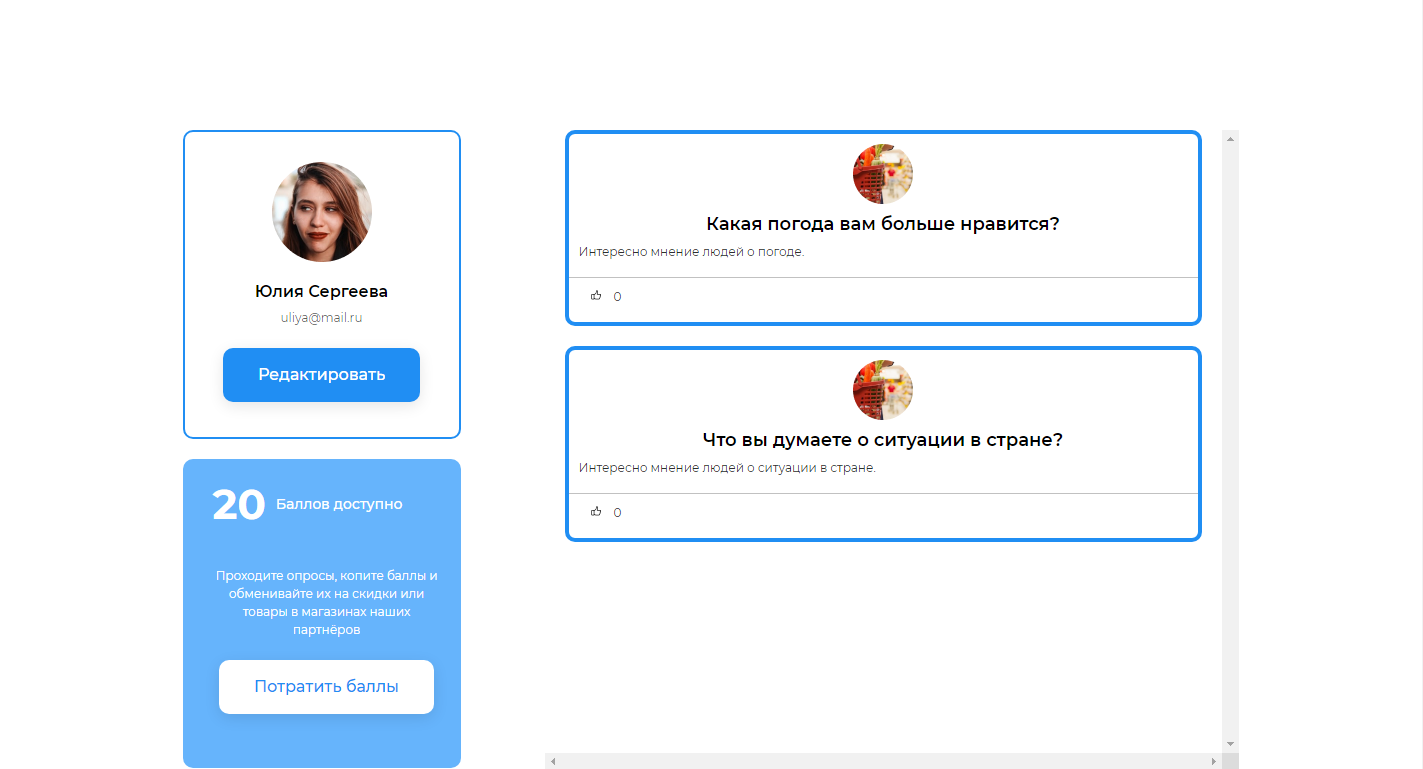 Юлия Сергеева
uliya@mail.ru
Редактировать
20 Баллов доступно
Проходите опросы, копите баллы и
обменивайте их на скидки или
товары в магазинах наших
партнёров
Потратить баллы
Какая погода вам больше нравится?
Интересно мнение людей о погоде.
0
Что вы думаете о ситуации в стране?
Интересно мнение людей о ситуации в стране.
0